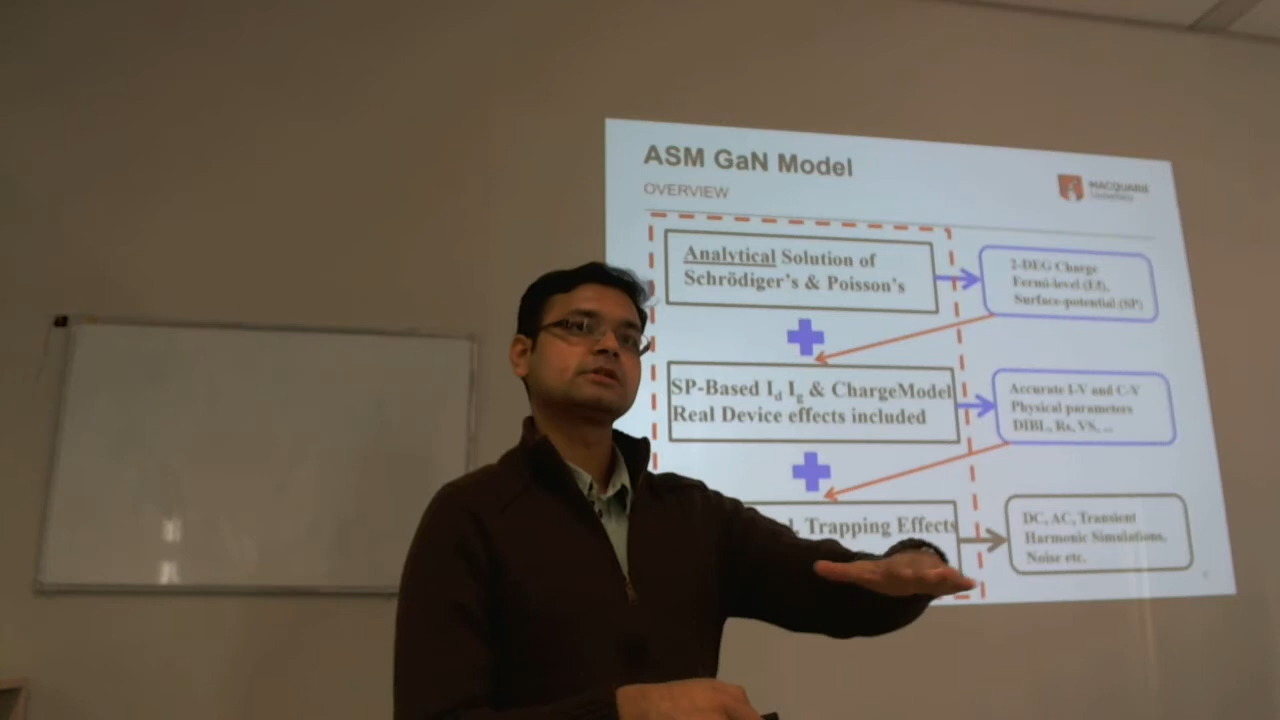 ASM GaN Model
OVERVIEW
MACQUARIE
University
Analytical Solution of
Schrödiger's & Poisson's
2-DEG Charge
Fermi-level (Ef),
Surface-potential (SP)
SP-Based Id Ig & ChargeModel
Real Device effects included
Accurate I-V and C-V
Physical parameters
DIBL, Rs, VS, ...
Trapping Effects
DC, AC, Transient
Harmonic Simulations,
Noise etc.